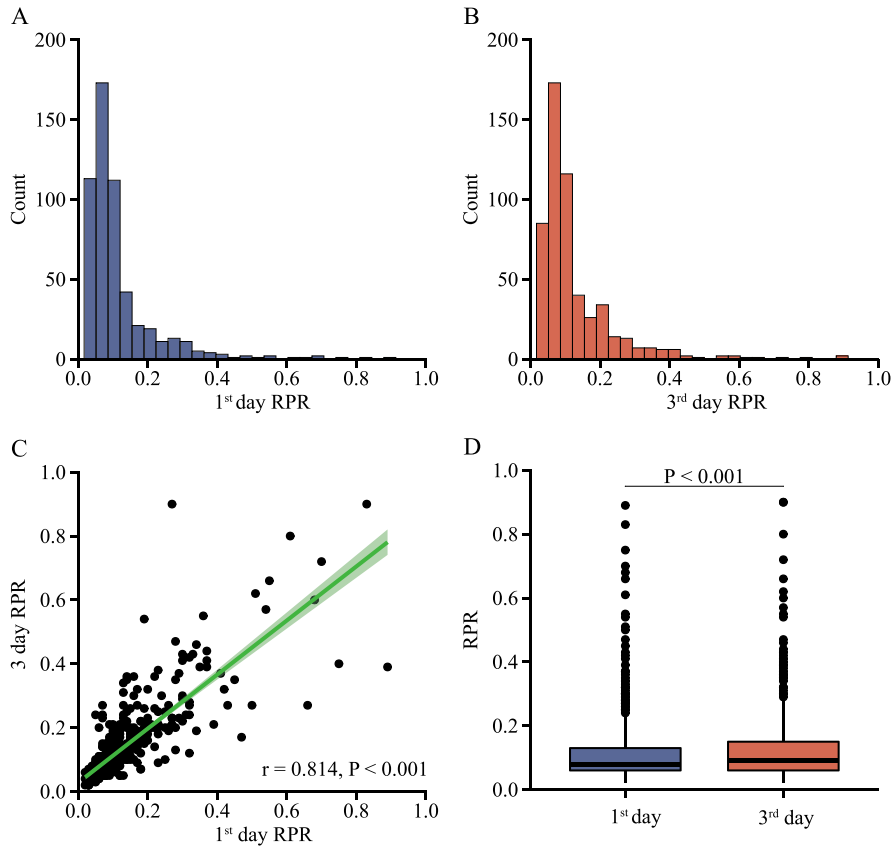 A
200
150
100
50
0
Count
0.0 0.2 0.4 0.6 0.8 1.0
1st day RPR
B
200
150
100
50
0
Count
0.0 0.2 0.4 0.6 0.8 1.0
3rd day RPR
C
1.0
0.8
0.6
0.4
0.2
0.0
3 day RPR
r = 0.814, P < 0.001
0.0 0.2 0.4 0.6 0.8 1.0
1st day RPR
D
P < 0.001
1.0
0.8
0.6
0.4
0.2
0.0
RPR
1st day 3rd day